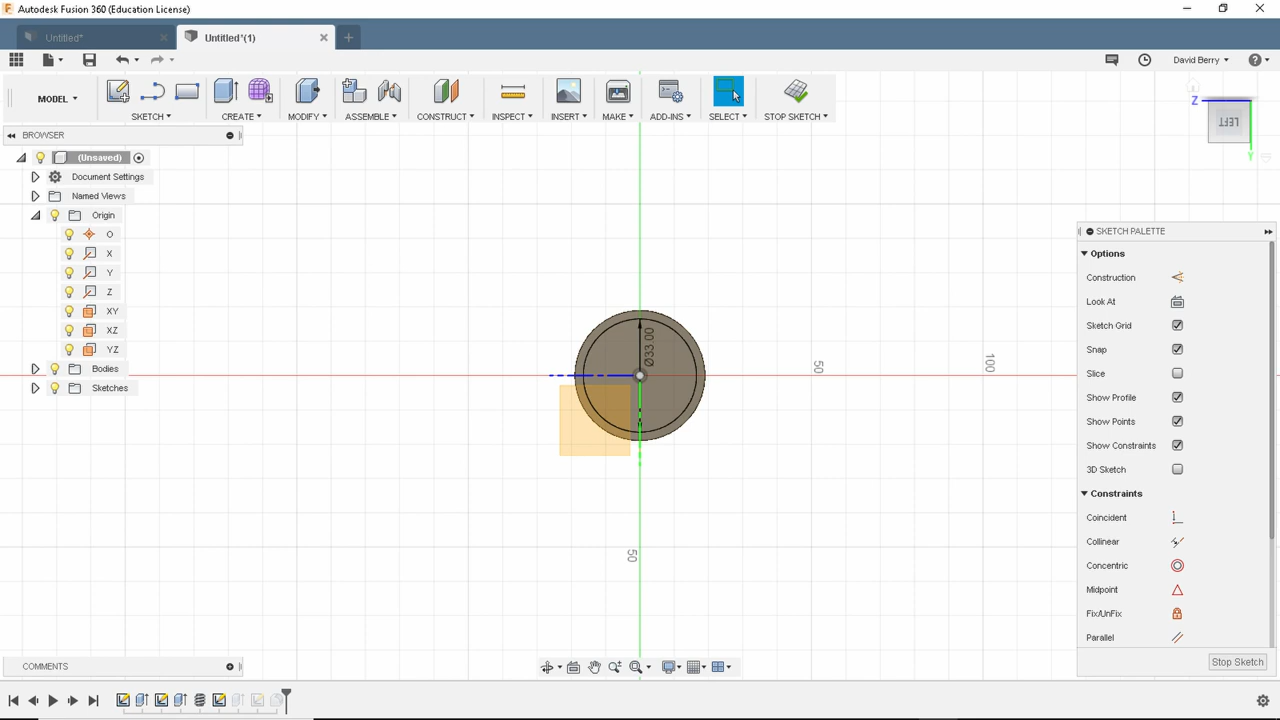 Autodesk Fusion 360 (Education License)
Untitled*
Untitled*(1)
David Berry
MODEL
SKETCH
CREATE
MODIFY
ASSEMBLE
CONSTRUCT
INSPECT
INSERT
MAKE
ADD-INS
SELECT
STOP SKETCH
Z
LEFT
Y
BROWSER
(Unsaved)
Document Settings
Named Views
Origin
O
X
Y
Z
XY
XZ
YZ
Bodies
Sketches
Ø33.00
50
100
50
SKETCH PALETTE
Options
Construction
Look At
Sketch Grid
Snap
Slice
Show Profile
Show Points
Show Constraints
3D Sketch
Constraints
Coincident
Collinear
Concentric
Midpoint
Fix/UnFix
Parallel
Stop Sketch
COMMENTS